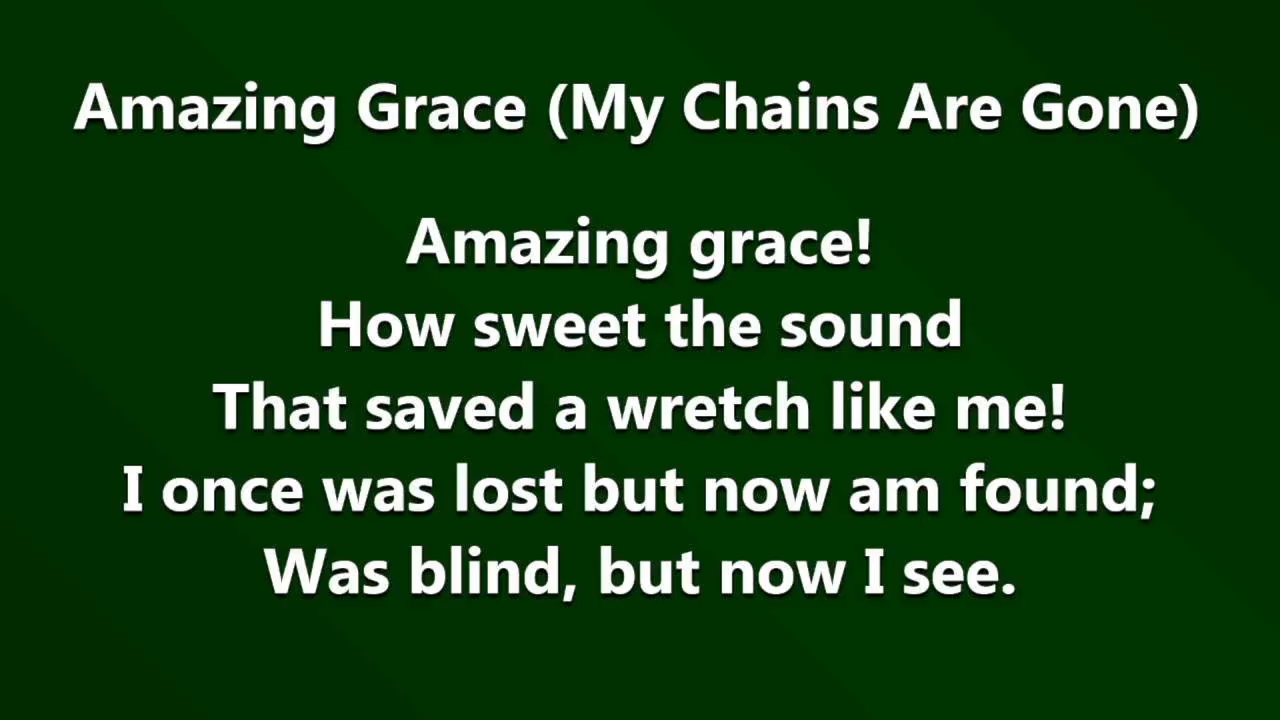 Amazing Grace (My Chains Are Gone)
Amazing grace!
How sweet the sound
That saved a wretch like me!
I once was lost but now am found;
Was blind, but now I see.